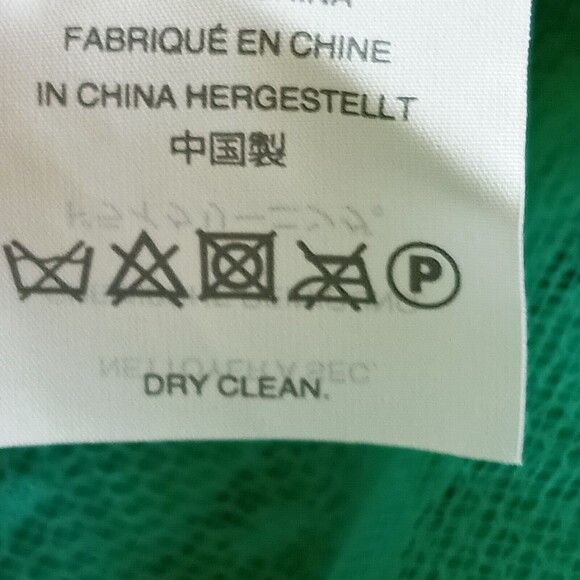 FABRIQUÉ EN CHINE
IN CHINA HERGESTELLT
中国製
P
DRY CLEAN.